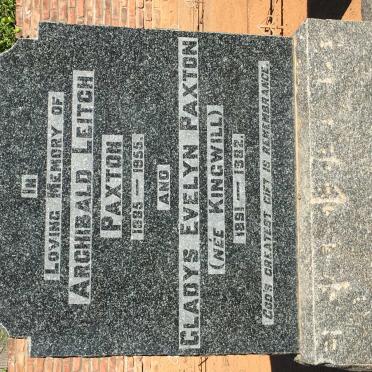 IN
LOVING MEMORY OF
ARCHIBALD LEITCH
PAXTON
1885 — 1955.
AND
GLADYS EVELYN PAXTON
(NÉE KINGWILL)
1891 — 1982.
GOD'S GREATEST GIFT IS REMEMBRANCE.